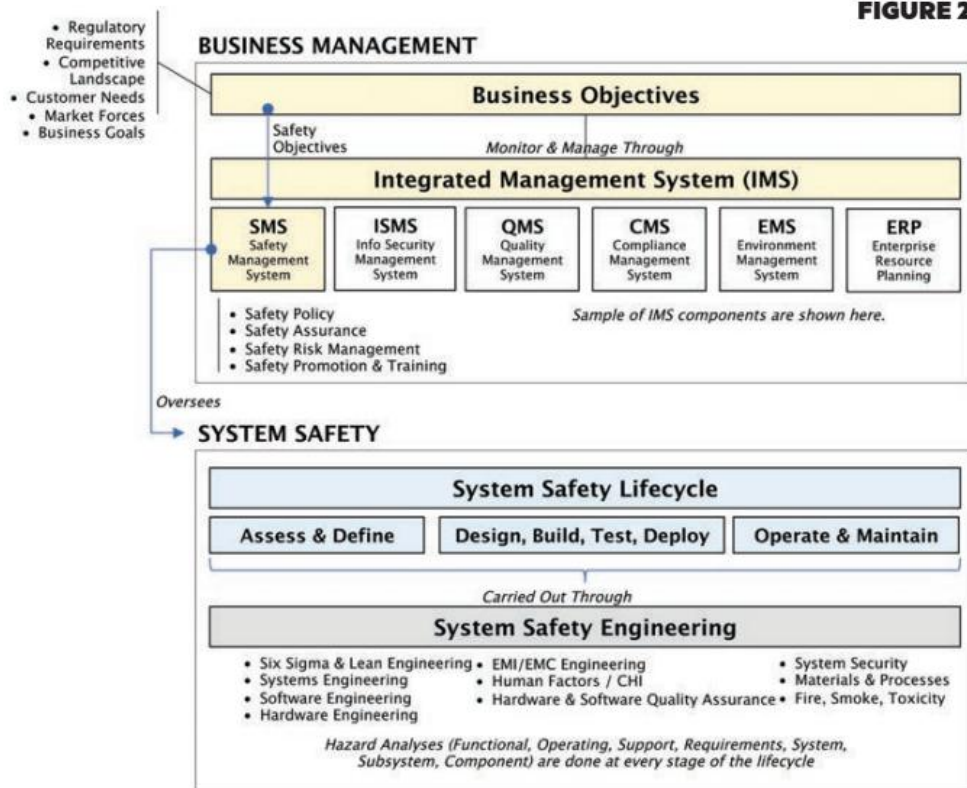 FIGURE 2
• Regulatory
Requirements
• Competitive
Landscape
• Customer Needs
• Market Forces
• Business Goals
BUSINESS MANAGEMENT
Business Objectives
Safety
Objectives
Monitor & Manage Through
Integrated Management System (IMS)
SMS
Safety
Management
System
ISMS
Info Security
Management
System
QMS
Quality
Management
System
CMS
Compliance
Management
System
EMS
Environment
Management
System
ERP
Enterprise
Resource
Planning
• Safety Policy
• Safety Assurance
• Safety Risk Management
• Safety Promotion & Training
Sample of IMS components are shown here.
Oversees
SYSTEM SAFETY
System Safety Lifecycle
Assess & Define
Design, Build, Test, Deploy
Operate & Maintain
Carried Out Through
System Safety Engineering
• Six Sigma & Lean Engineering
• Systems Engineering
• Software Engineering
• Hardware Engineering
• EMI/EMC Engineering
• Human Factors / CHI
• Hardware & Software Quality Assurance
• System Security
• Materials & Processes
• Fire, Smoke, Toxicity
Hazard Analyses (Functional, Operating, Support, Requirements, System,
Subsystem, Component) are done at every stage of the lifecycle